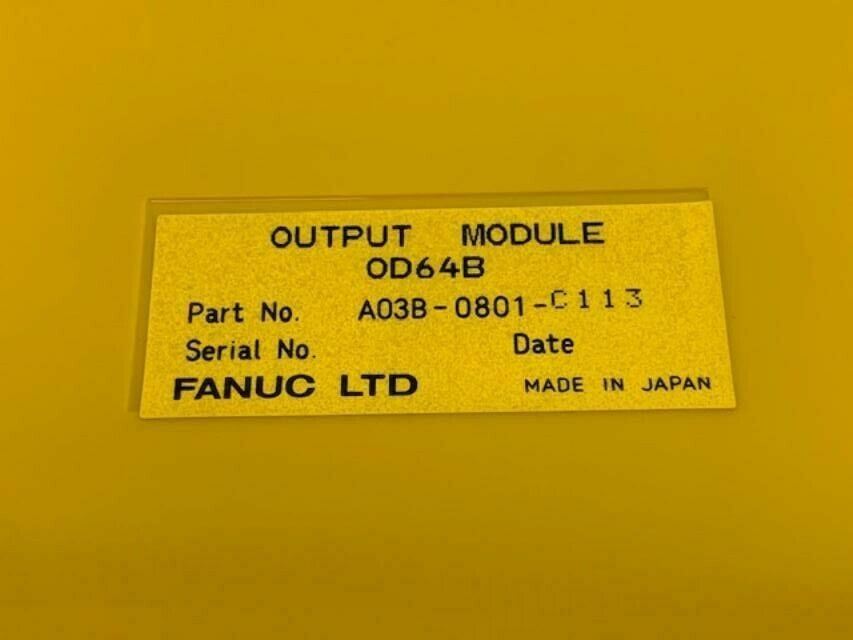 OUTPUT MODULE
OD64B
Part No. A03B-0801-C113
Serial No. Date
FANUC LTD MADE IN JAPAN